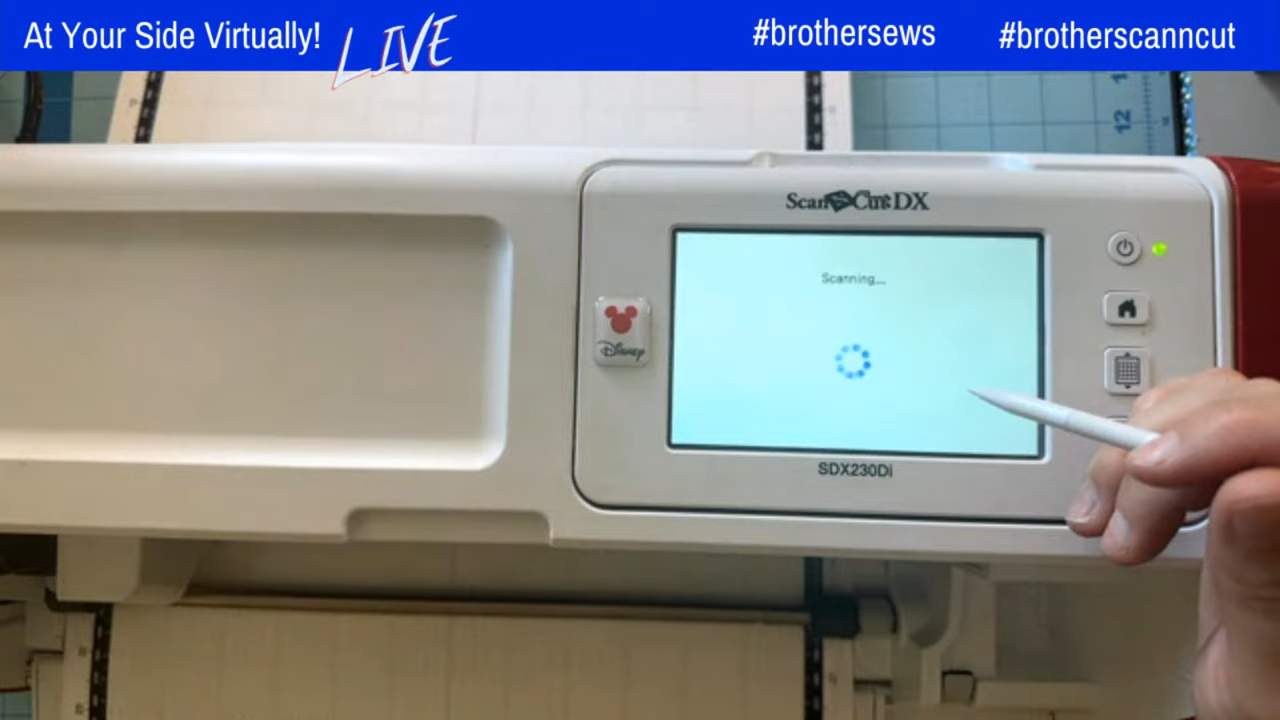 At Your Side Virtually! LIVE #brothersews #brotherscanncut
12
ScanNCut DX
Scanning...
Disney
SDX230Di